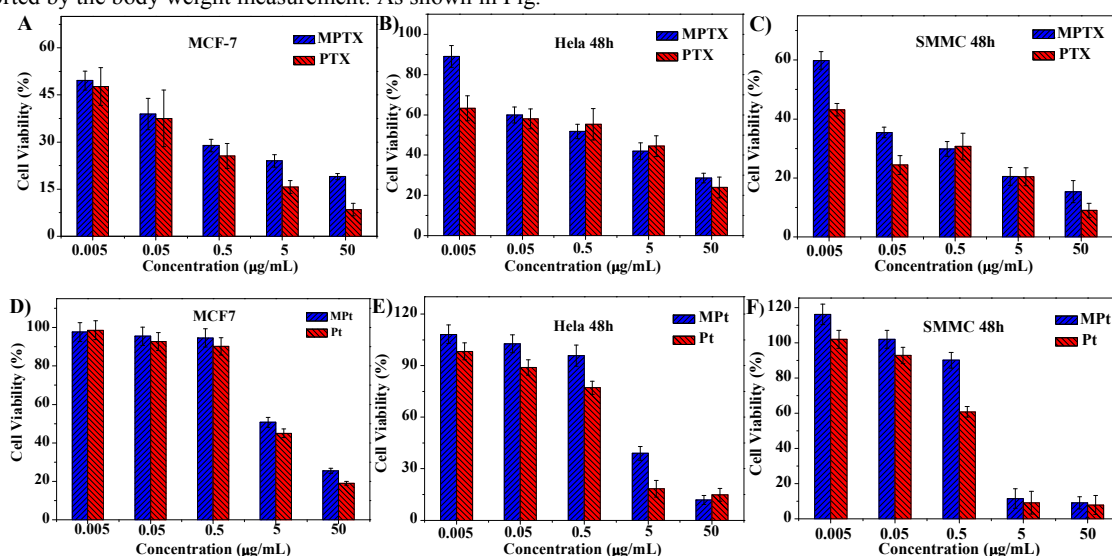 orted by the body weight measurement. As shown in Fig.
A
MCF-7
MPTX
PTX
Cell Viability (%)
60
45
30
15
0
0.005 0.05 0.5 5 50
Concentration (μg/mL)
B)
Hela 48h
MPTX
PTX
Cell Viability (%)
100
80
60
40
20
0
0.005 0.05 0.5 5 50
Concentration (μg/mL)
C)
SMMC 48h
MPTX
PTX
Cell Viability (%)
60
40
20
0
0.005 0.05 0.5 5 50
Concentration (μg/mL)
D)
MCF7
MPt
Pt
Cell Viability (%)
100
80
60
40
20
0
0.005 0.05 0.5 5 50
Concentration (μg/mL)
E)
Hela 48h
MPt
Pt
Cell Viability (%)
120
90
60
30
0
0.005 0.05 0.5 5 50
Concentration (μg/mL)
F)
SMMC 48h
MPt
Pt
Cell Viability (%)
120
100
80
60
40
20
0
0.005 0.05 0.5 5 50
Concentration (μg/mL)